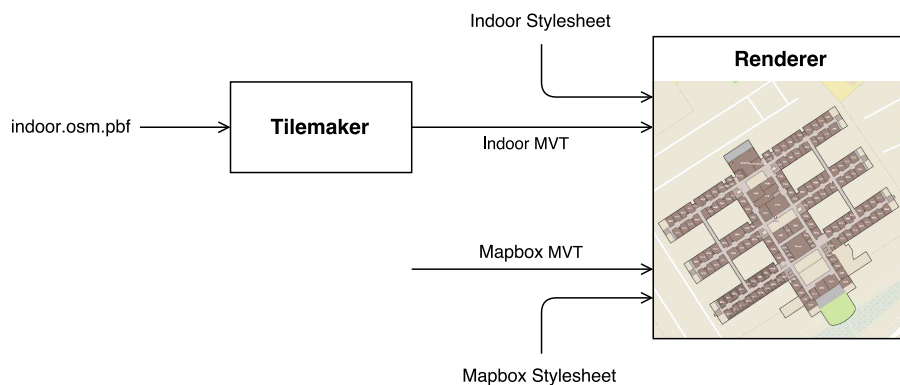 Indoor Stylesheet
Renderer
indoor.osm.pbf
Tilemaker
Indoor MVT
Mapbox MVT
Mapbox Stylesheet